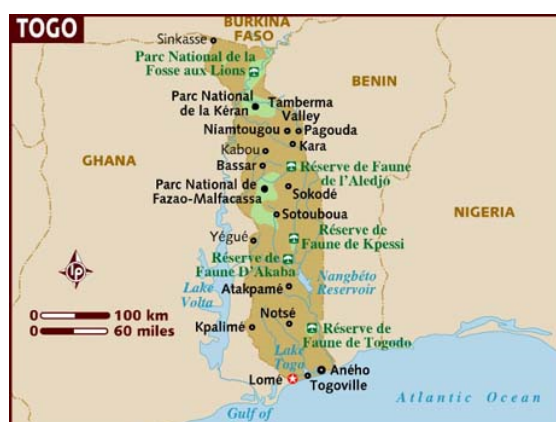 TOGO
BURKINA
FASO
Sinkasse
Parc National de la
Fosse aux Lions
BENIN
Parc National
de la Kéran
Tamberma
Valley
Niamtougou
Pagouda
Kara
Kabou
GHANA
Bassar
Réserve de Faune
de l'Aledjo
Parc National de
Fazao-Malfacassa
Sokodé
Sotouboua
NIGERIA
Yégué
Réserve de
Faune de Kpessi
Réserve de
Faune D'Akaba
lp
Lake
Volta
Nangbéto
Reservoir
Atakpamé
0 100 km
0 60 miles
Notsé
Kpalimé
Réserve de
Faune de Togodo
Lake
Togo
Aného
Lomé
Togoville
Atlantic Ocean
Gulf of